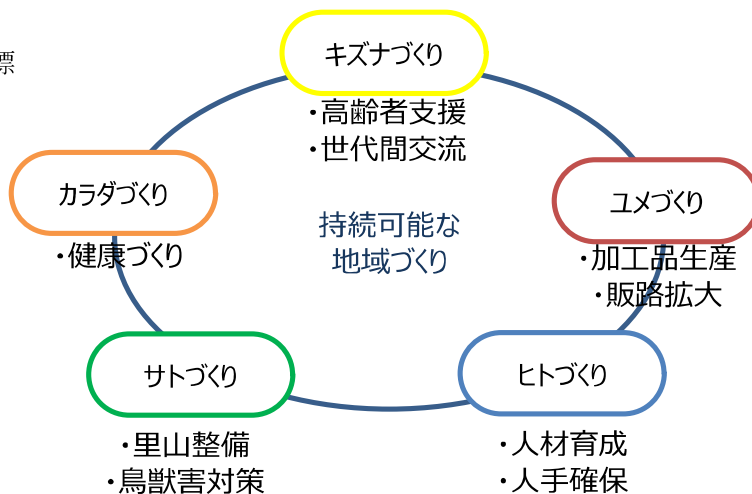 標
キズナづくり
・高齢者支援
・世代間交流
カラダづくり
・健康づくり
ユメづくり
・加工品生産
・販路拡大
持続可能な
地域づくり
サトづくり
・里山整備
・鳥獣害対策
ヒトづくり
・人材育成
・人手確保